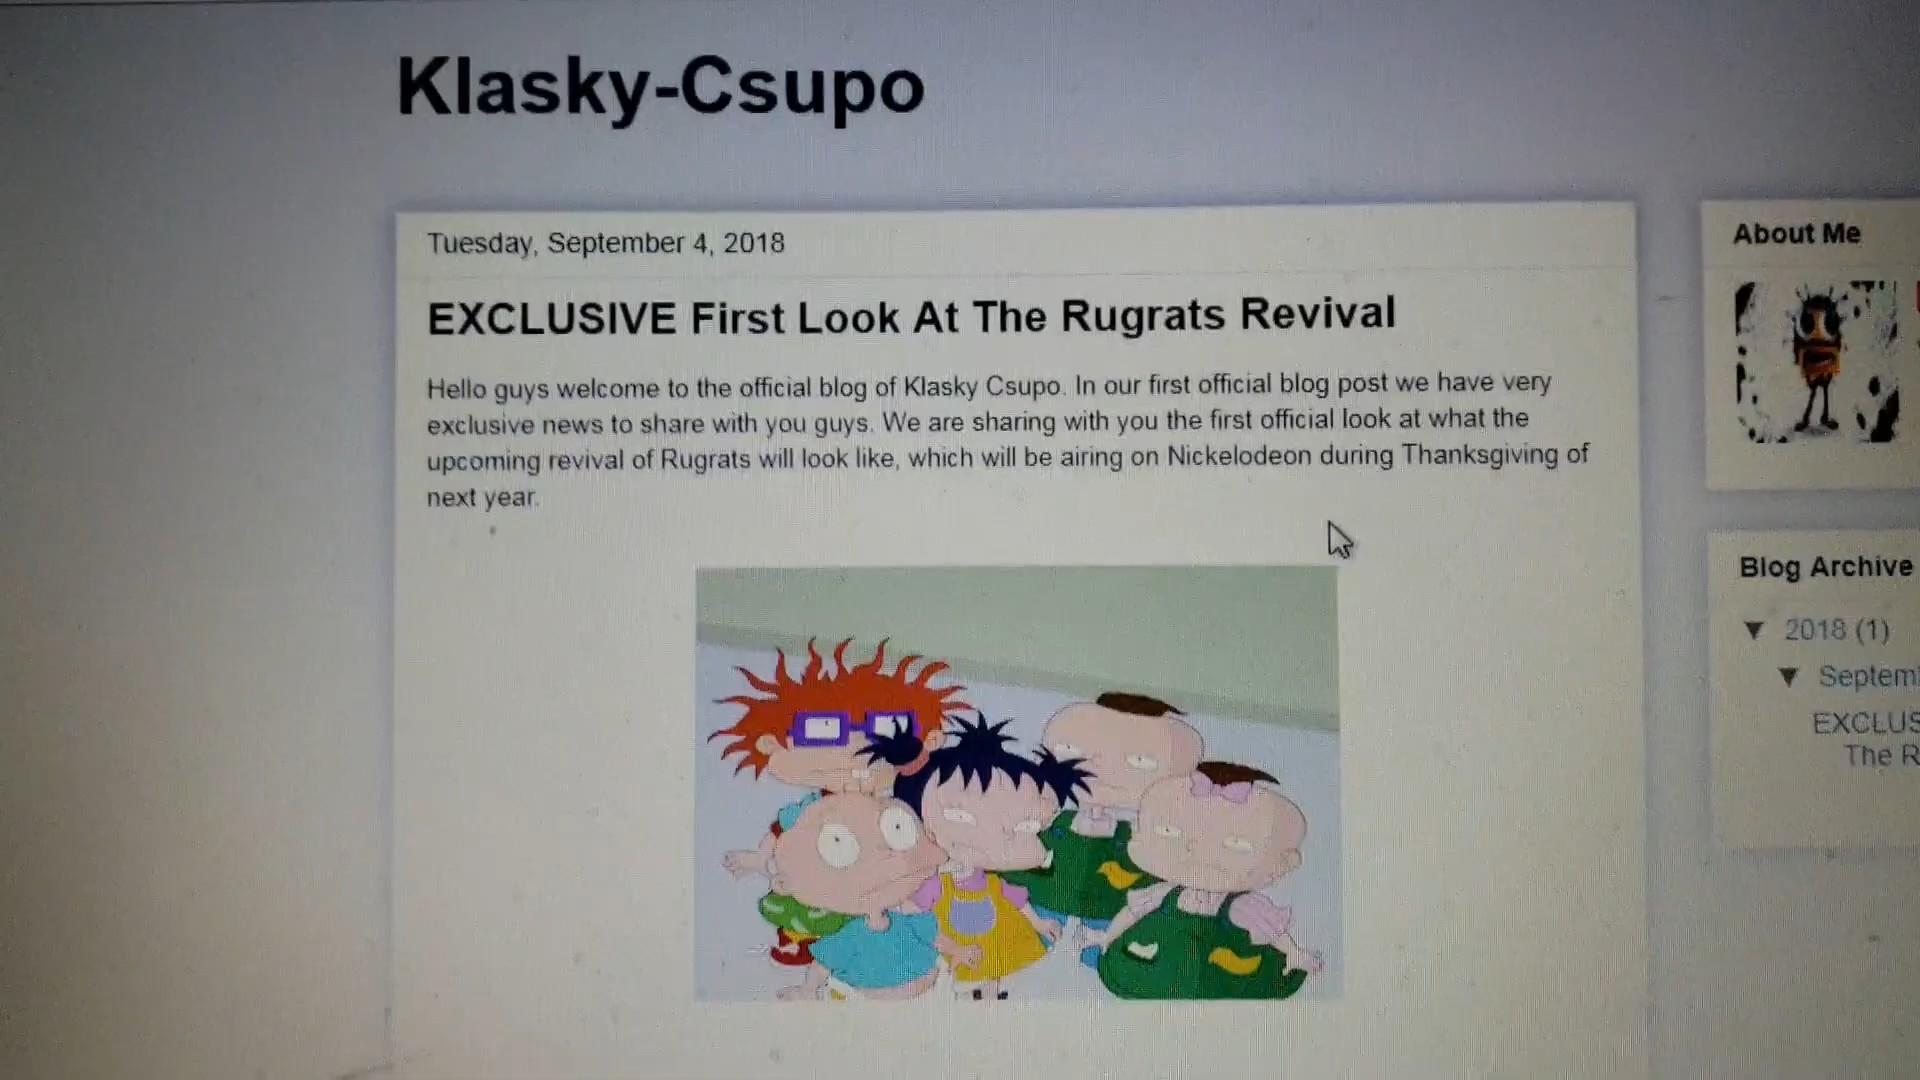 Klasky-Csupo
Tuesday, September 4, 2018
EXCLUSIVE First Look At The Rugrats Revival
Hello guys welcome to the official blog of Klasky Csupo. In our first official blog post we have very
exclusive news to share with you guys. We are sharing with you the first official look at what the
upcoming revival of Rugrats will look like, which will be airing on Nickelodeon during Thanksgiving of
next year.
About Me
Blog Archive
▼ 2018 (1)
▼ Septem
EXCLUS
The R